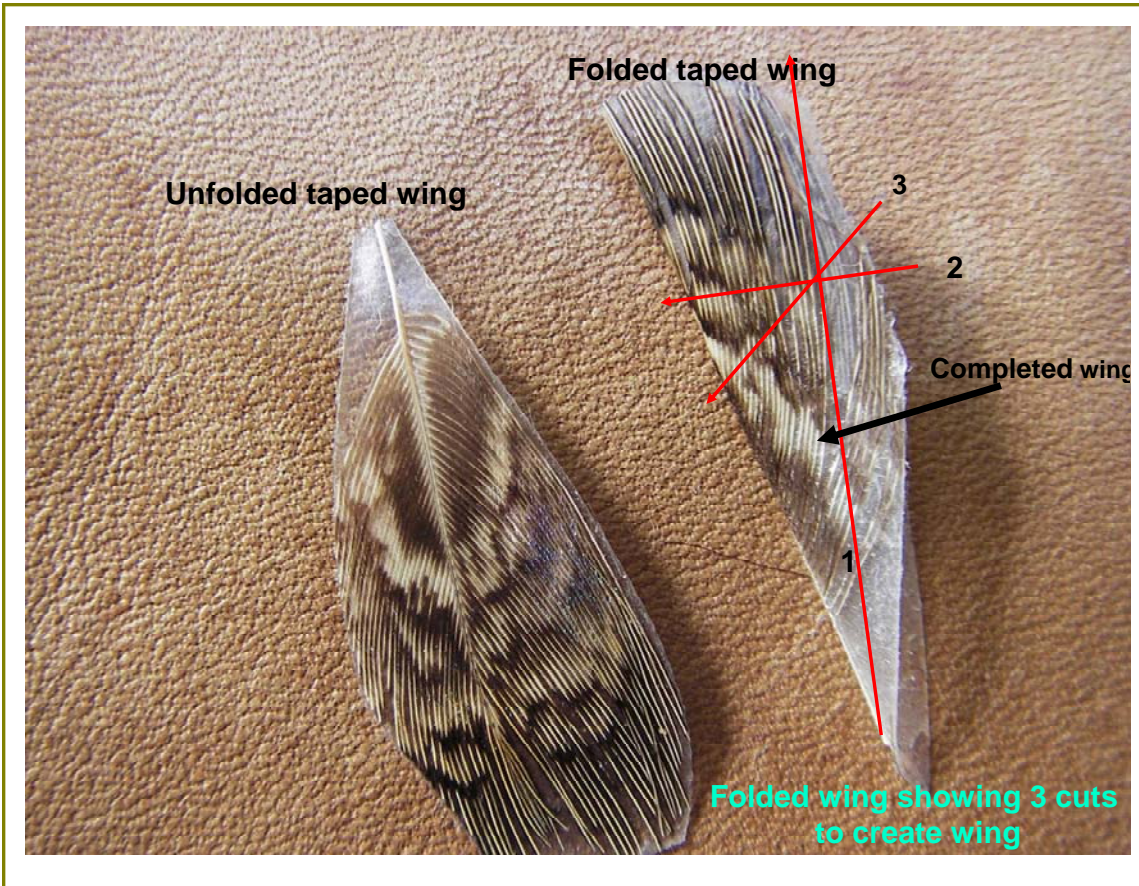 Folded taped wing
Unfolded taped wing
3
2
Completed wing
1
Folded wing showing 3 cuts
to create wing